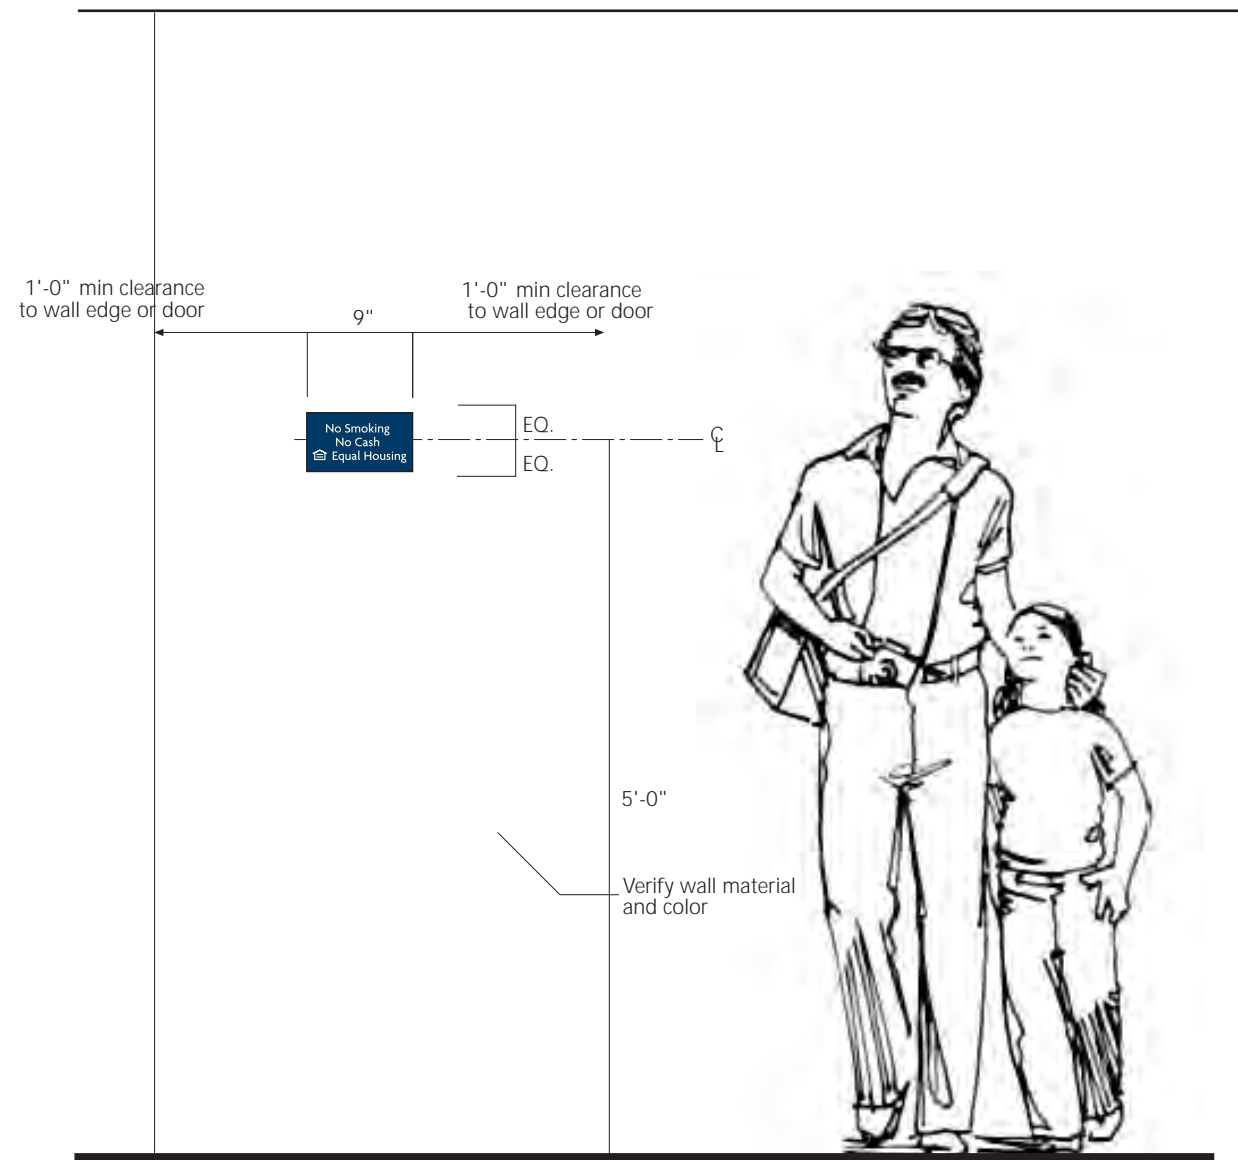 1'-0" min clearance
to wall edge or door
9"
1'-0" min clearance
to wall edge or door
No Smoking
No Cash
Equal Housing
EQ.
EQ.
℄
5'-0"
Verify wall material
and color